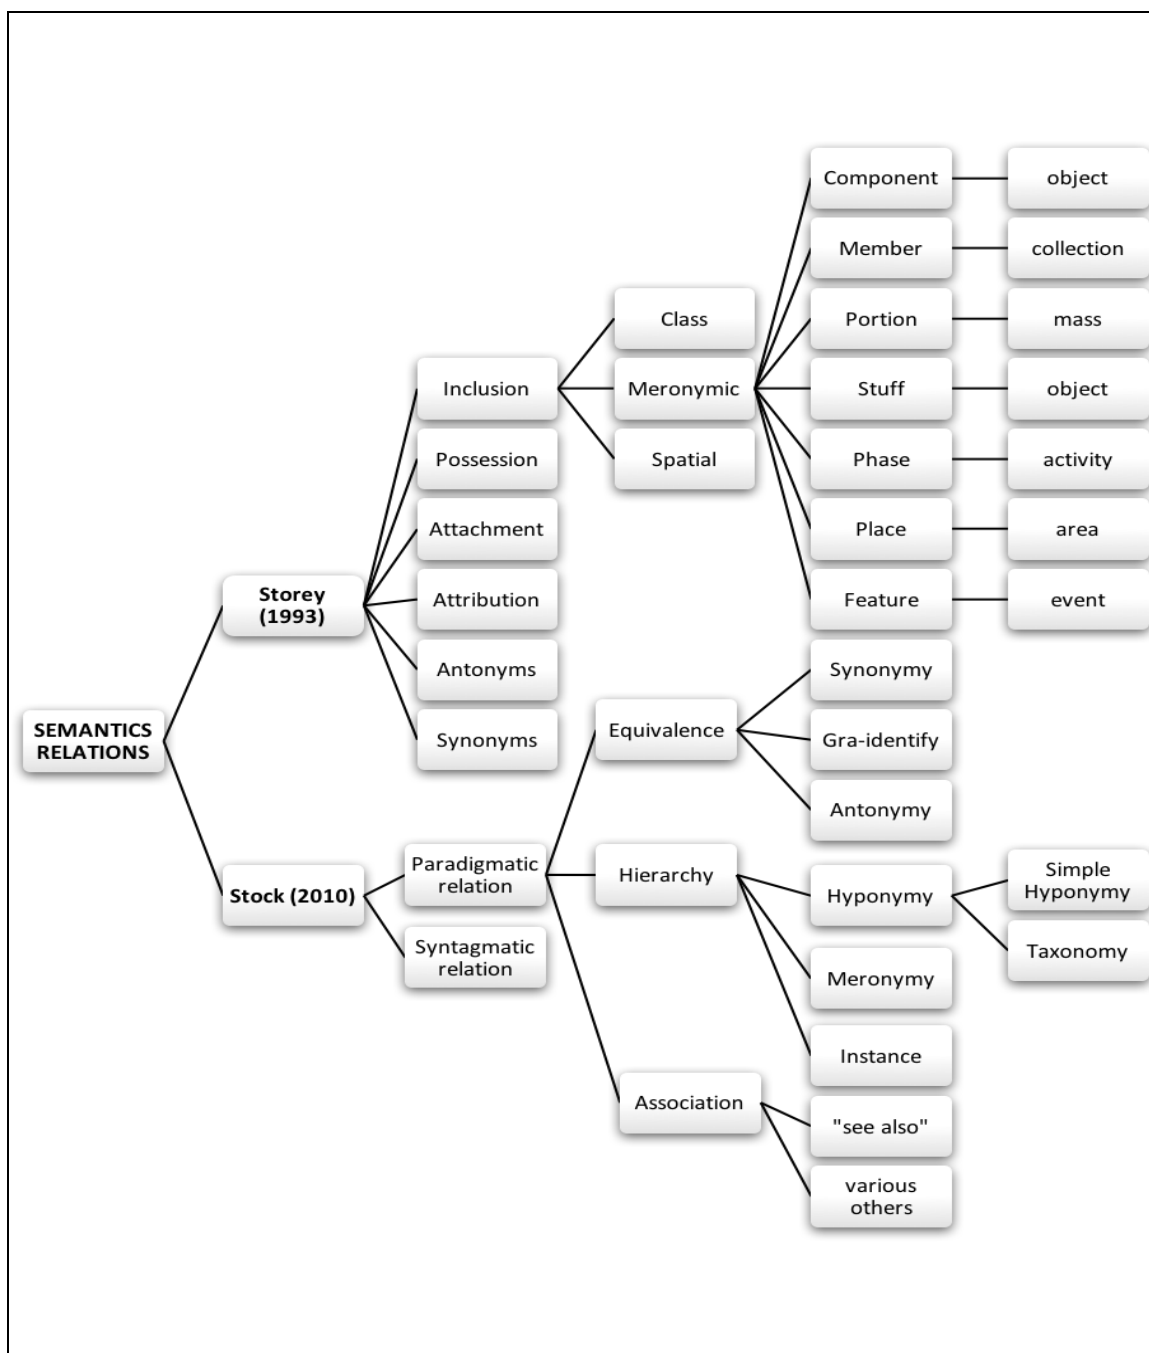 SEMANTICS
RELATIONS
Storey
(1993)
Inclusion
Class
Meronymic
Component
object
Member
collection
Portion
mass
Stuff
object
Phase
activity
Place
area
Feature
event
Spatial
Possession
Attachment
Attribution
Antonyms
Synonyms
Stock (2010)
Paradigmatic
relation
Equivalence
Synonymy
Gra-identify
Antonymy
Hierarchy
Hyponymy
Simple
Hyponymy
Taxonomy
Meronymy
Instance
Association
"see also"
various
others
Syntagmatic
relation